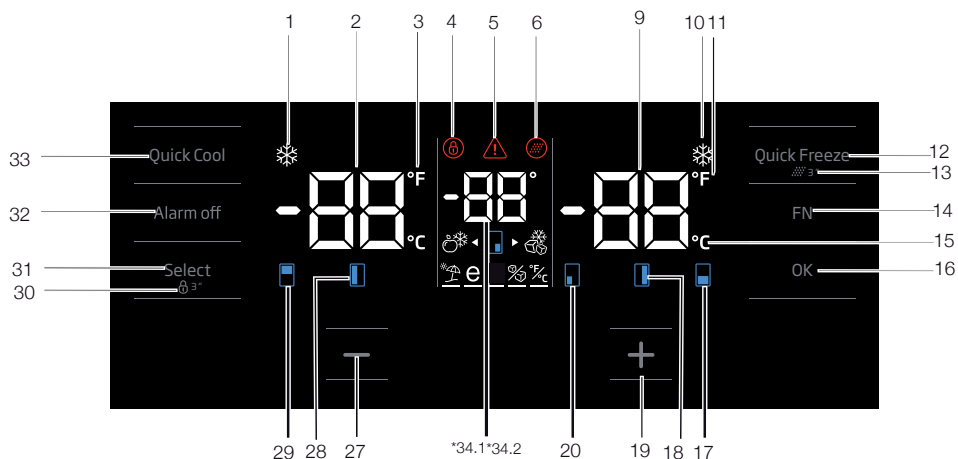 1 2 3 4 5 6 9 10 11
33 Quick Cool °F ° °F Quick Freeze 12
3" 13
32 Alarm off -88 -88 -88 FN 14
°C °C 15
31 Select e °F/°C OK 16
30 3"
29 28 27 *34.1*34.2 20 19 18 17